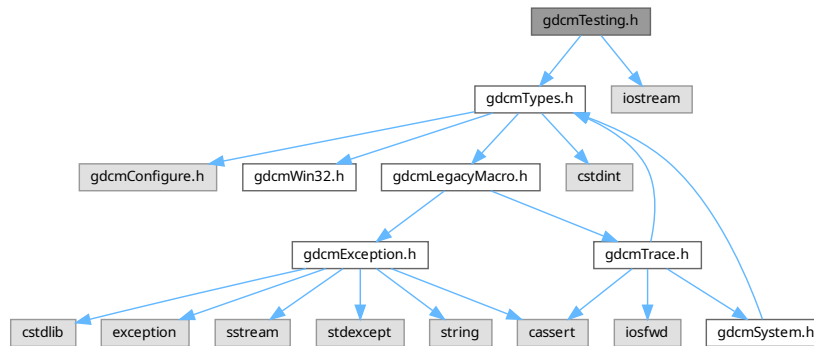 gdcmTesting.h
gdcmTypes.h
iostream
gdcmConfigure.h
gdcmWin32.h
gdcmLegacyMacro.h
cstdint
gdcmException.h
gdcmTrace.h
cstdlib
exception
sstream
stdexcept
string
cassert
iosfwd
gdcmSystem.h